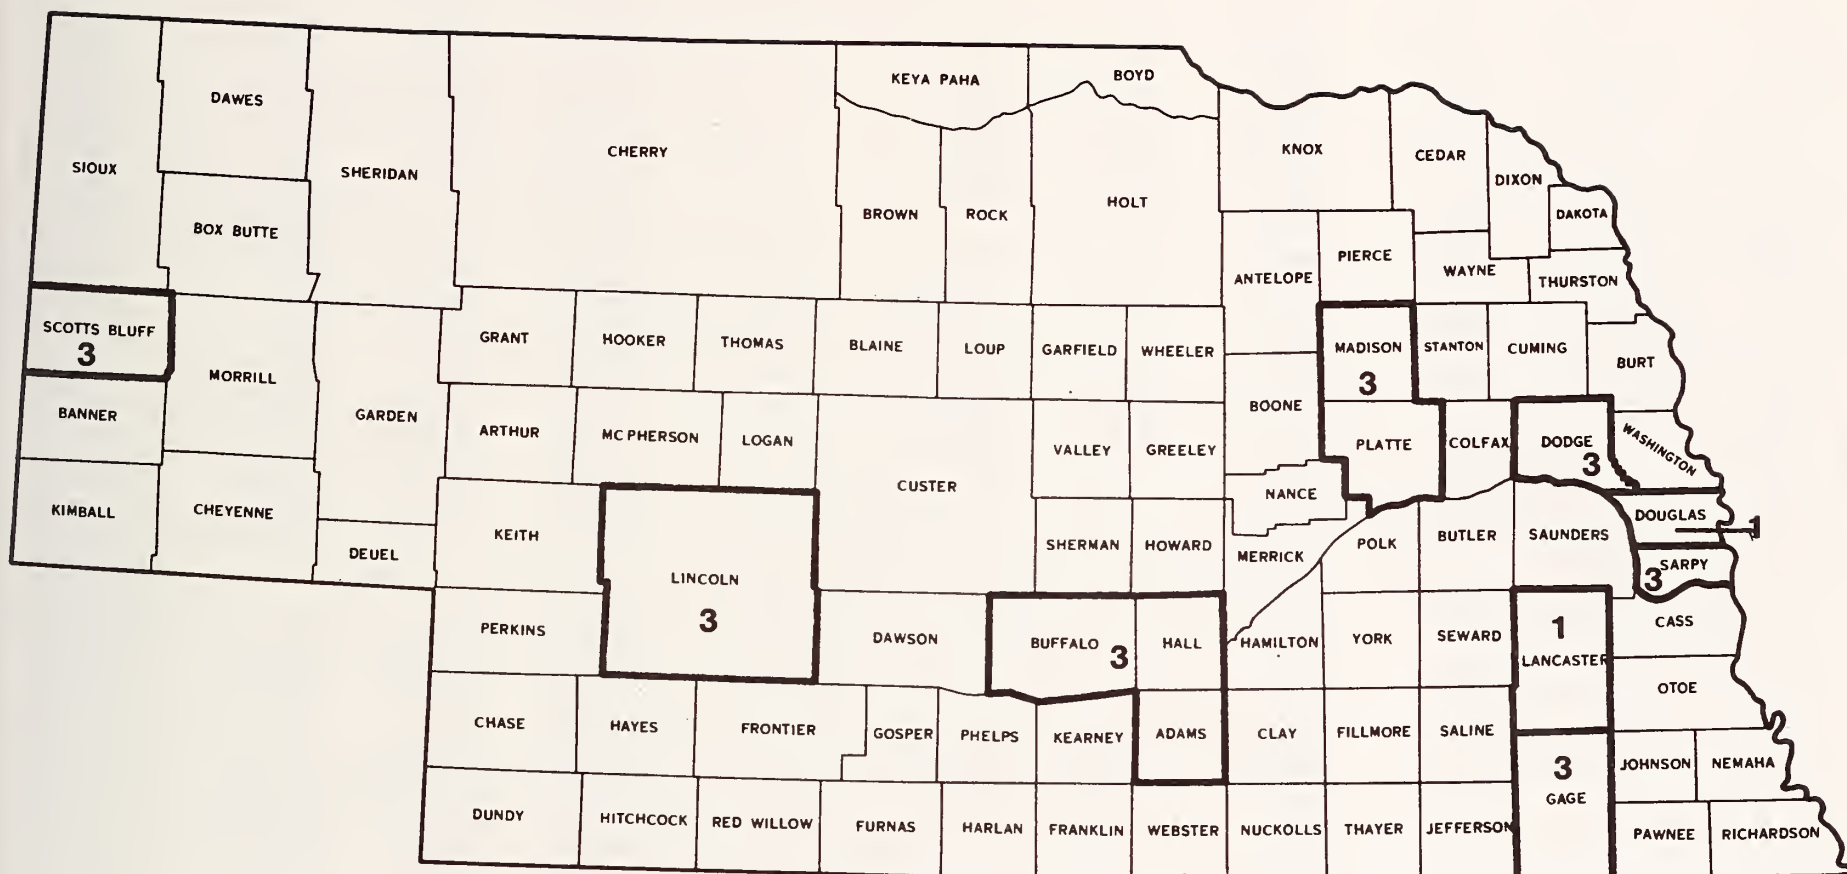 KEYA PAHA
BOYD
DAWES
SIOUX
SHERIDAN
CHERRY
KNOX
CEDAR
DIXON
BOX BUTTE
BROWN
ROCK
HOLT
DAKOTA
PIERCE
WAYNE
ANTELOPE
THURSTON
SCOTTS BLUFF
3
MORRILL
GRANT
HOOKER
THOMAS
BLAINE
LOUP
GARFIELD
WHEELER
MADISON
3
STANTON
CUMING
BURT
BANNER
GARDEN
ARTHUR
MC PHERSON
LOGAN
BOONE
VALLEY
GREELEY
PLATTE
COLFAX
DODGE
3
WASHINGTON
KIMBALL
CHEYENNE
CUSTER
NANCE
DEUEL
KEITH
LINCOLN
3
SHERMAN
HOWARD
MERRICK
POLK
BUTLER
SAUNDERS
DOUGLAS
1
3
SARPY
PERKINS
DAWSON
BUFFALO
3
HALL
HAMILTON
YORK
SEWARD
1
LANCASTER
CASS
OTOE
CHASE
HAYES
FRONTIER
GOSPER
PHELPS
KEARNEY
ADAMS
CLAY
FILLMORE
SALINE
3
GAGE
JOHNSON
NEMAHA
DUNDY
HITCHCOCK
RED WILLOW
FURNAS
HARLAN
FRANKLIN
WEBSTER
NUCKOLLS
THAYER
JEFFERSON
PAWNEE
RICHARDSON